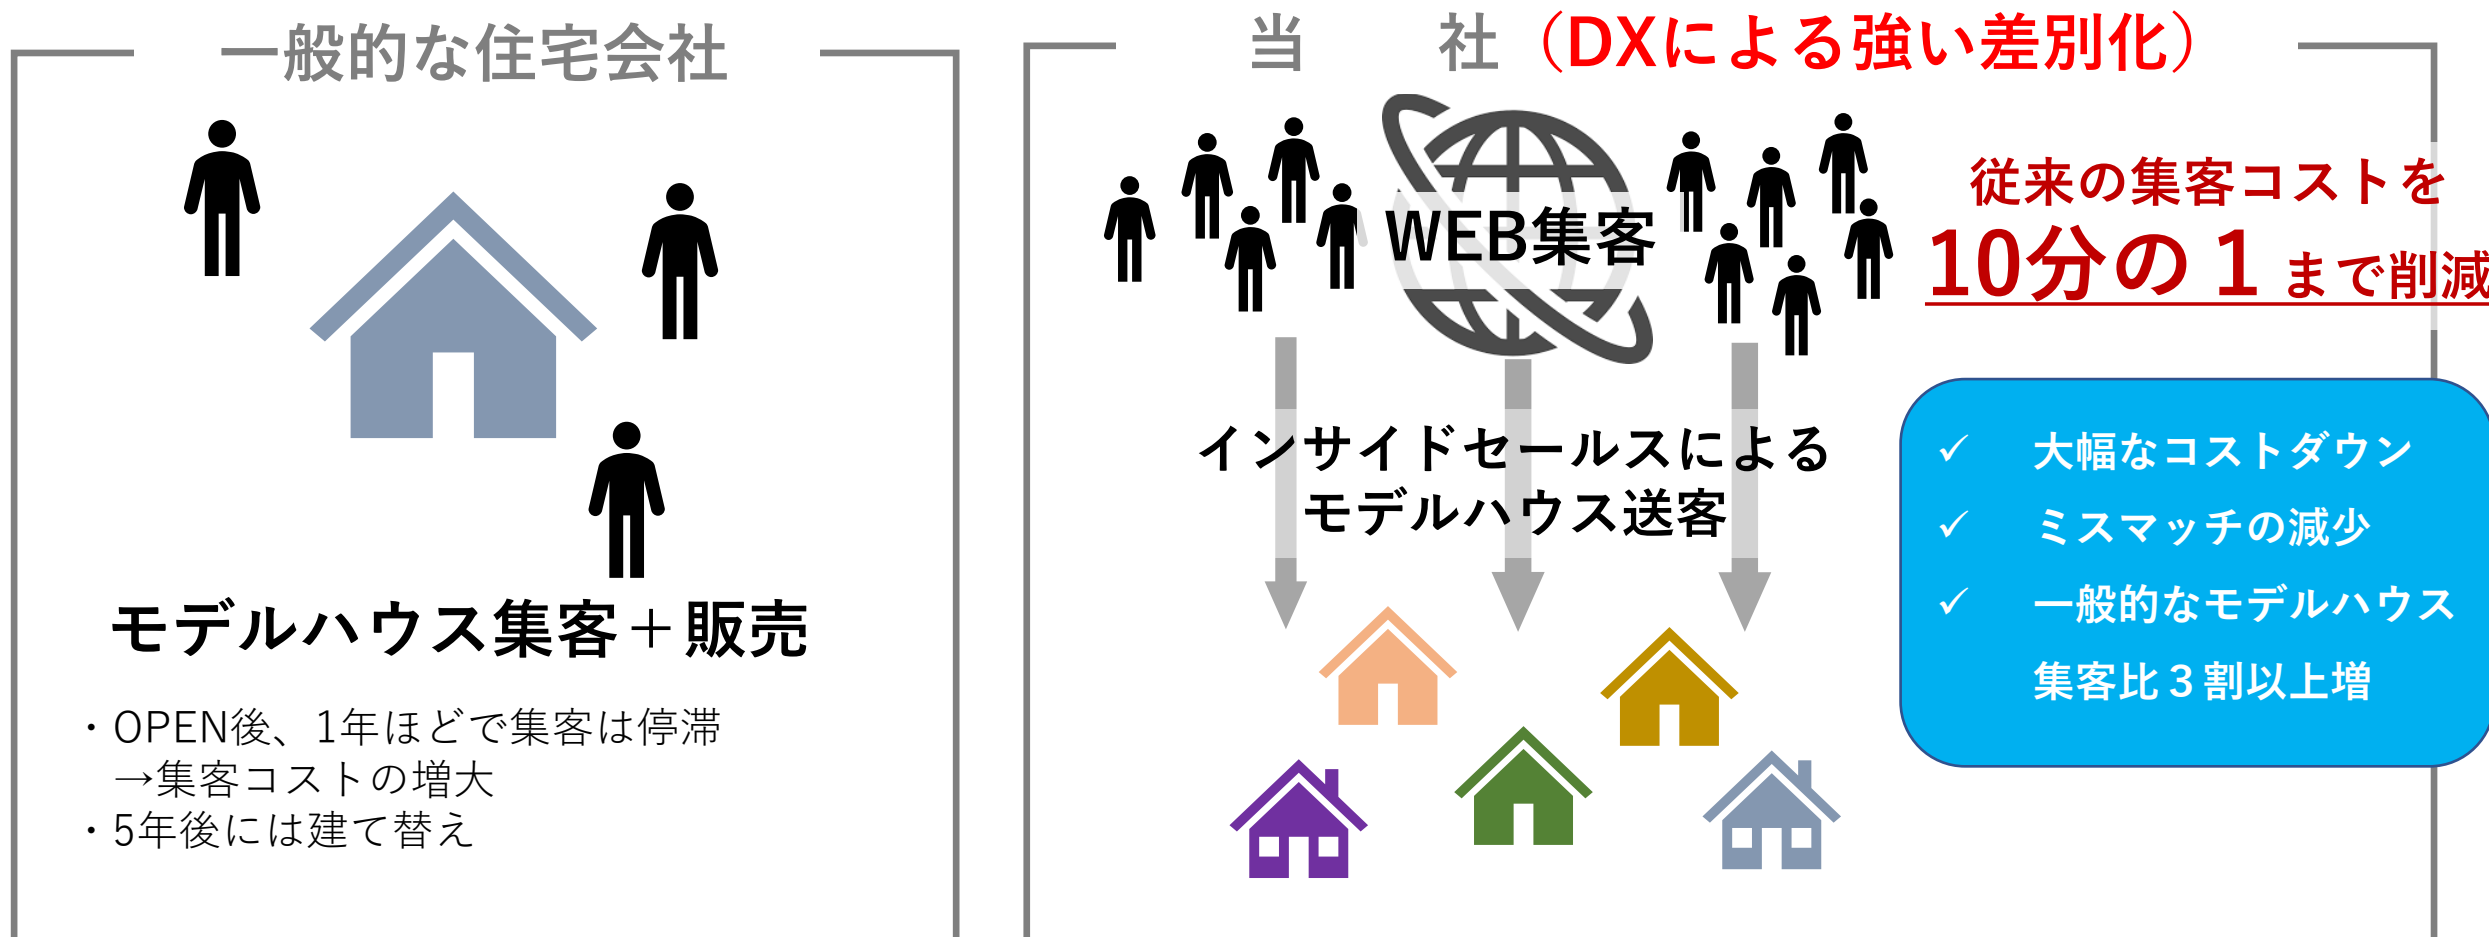 一般的な住宅会社
モデルハウス集客＋販売
・OPEN後、1年ほどで集客は停滞
→集客コストの増大
・5年後には建て替え
当　　社（DXによる強い差別化）
WEB集客
従来の集客コストを
10分の１まで削減
インサイドセールスによる
モデルハウス送客
✓ 大幅なコストダウン
✓ ミスマッチの減少
✓ 一般的なモデルハウス
集客比３割以上増